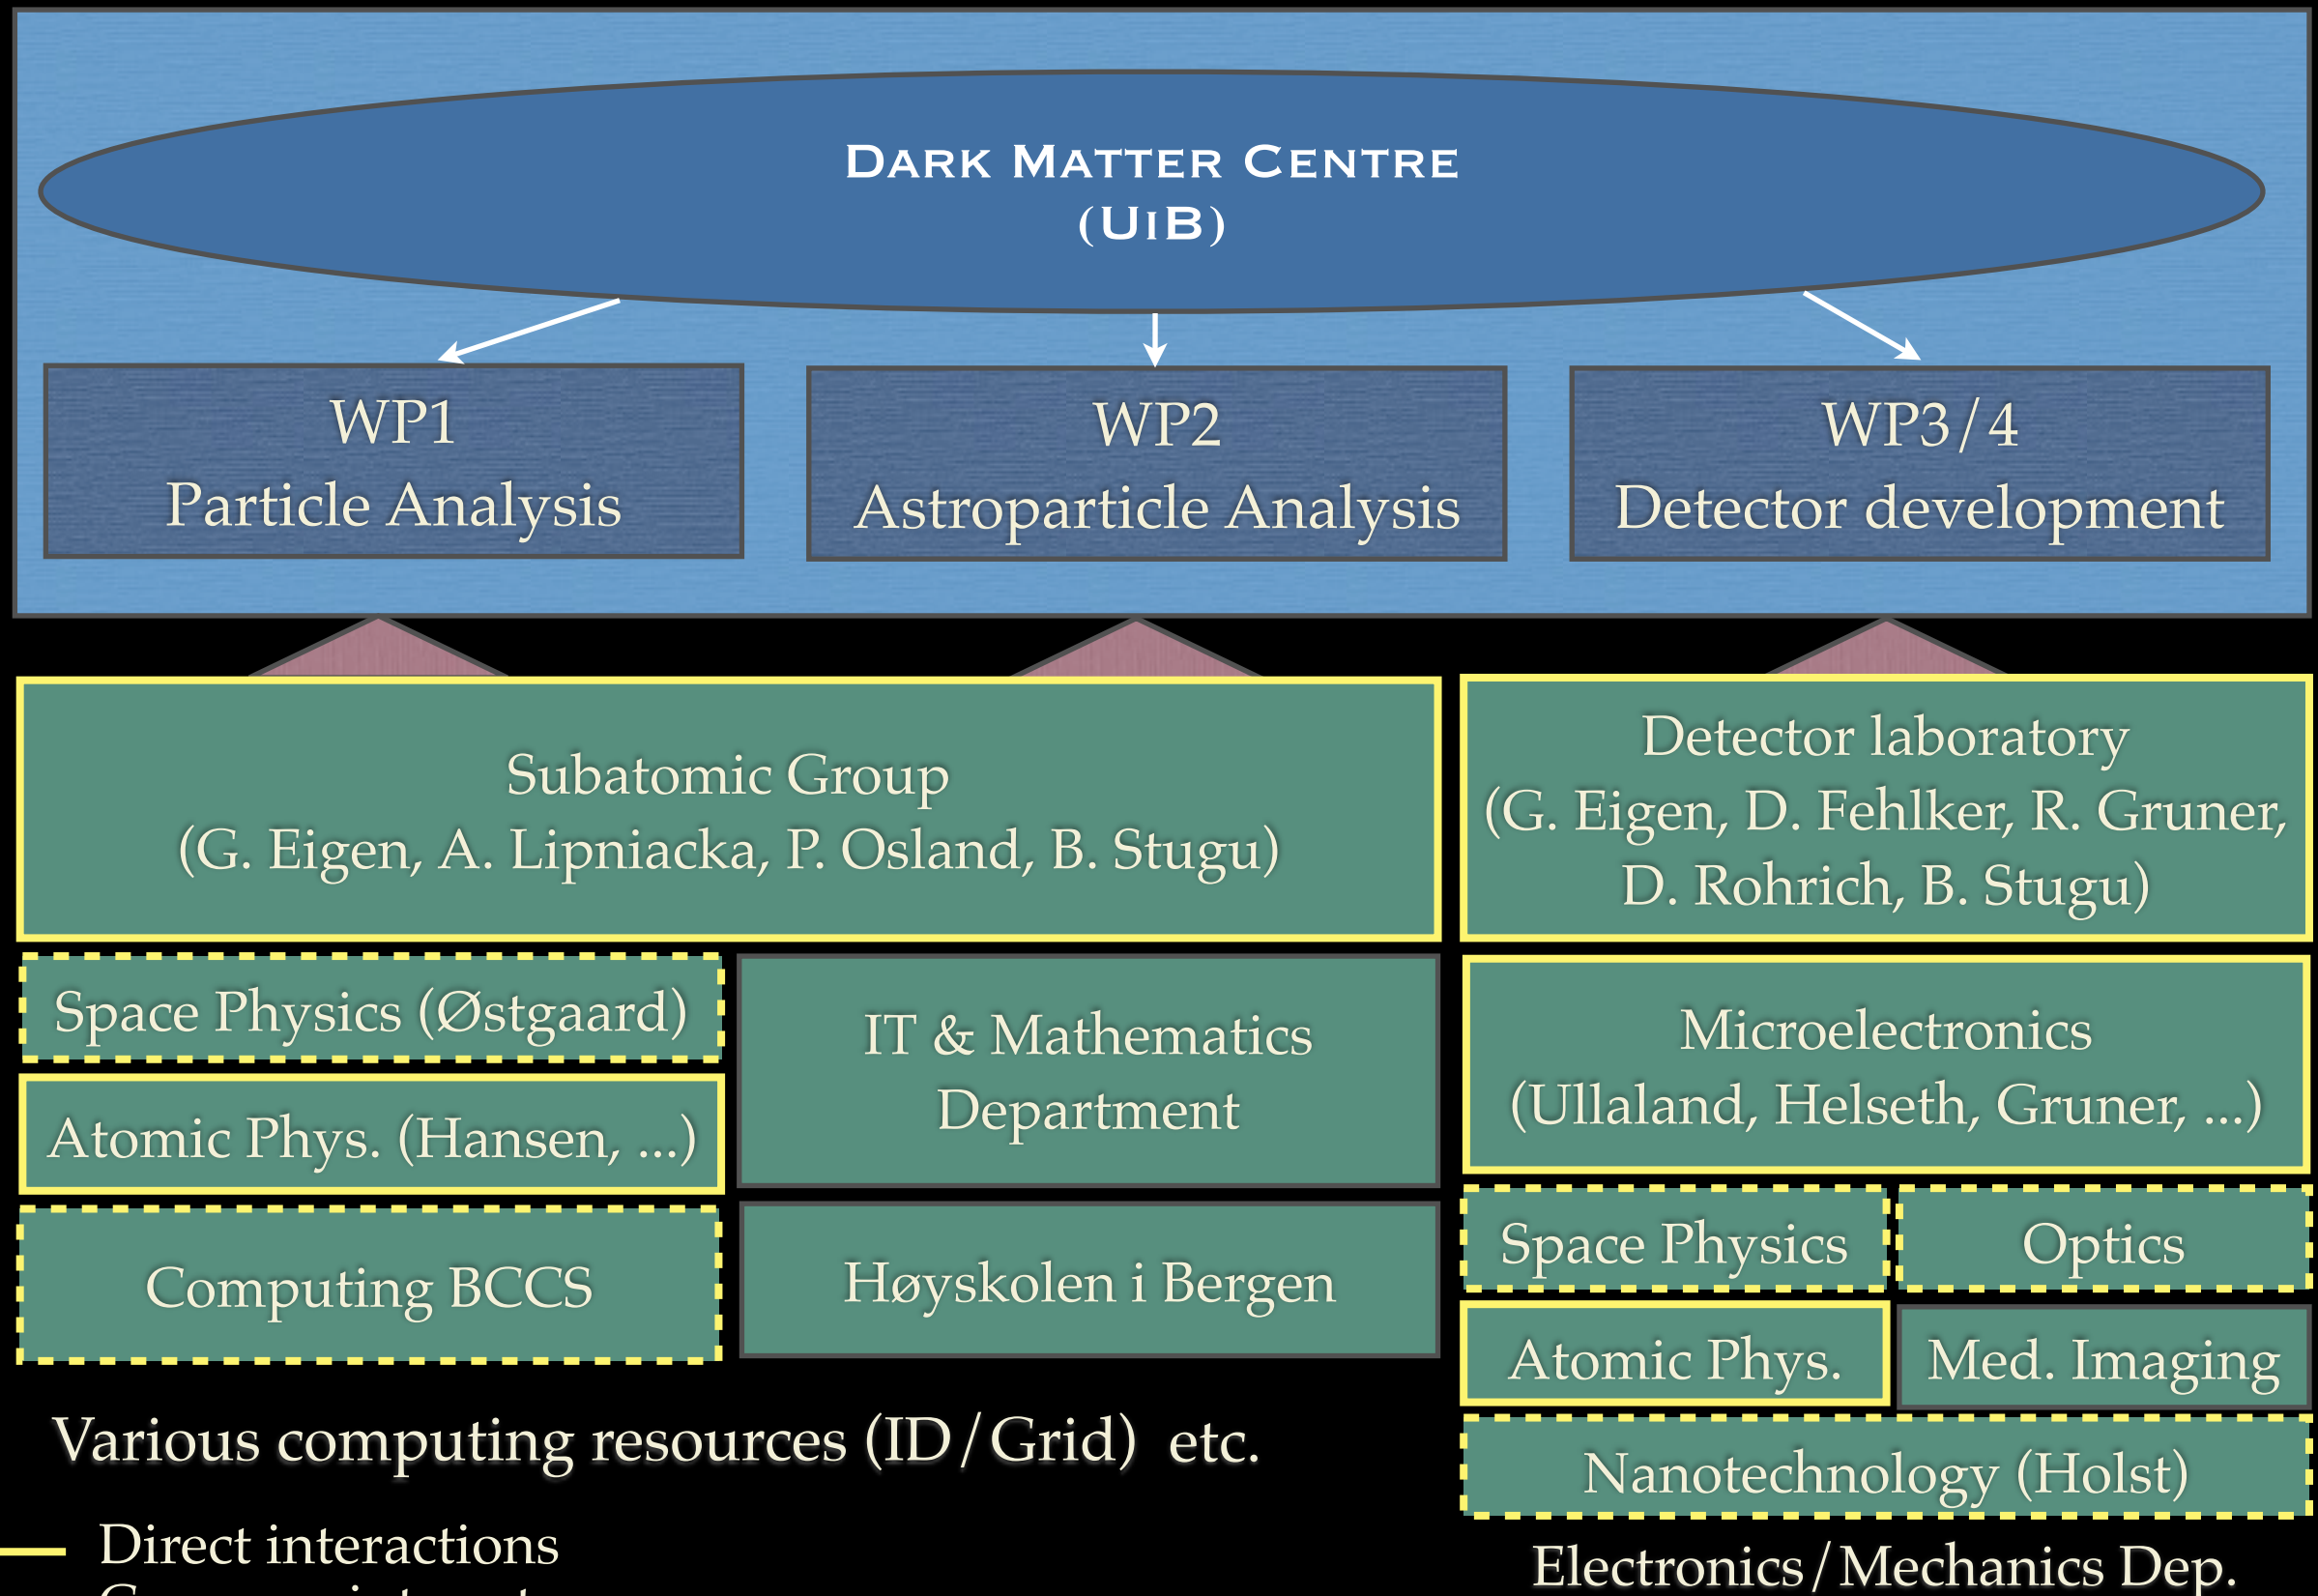 DARK MATTER CENTRE
(UIB)
WP1
Particle Analysis
WP2
Astroparticle Analysis
WP3/4
Detector development
Subatomic Group
(G. Eigen, A. Lipniacka, P. Osland, B. Stugu)
Detector laboratory
(G. Eigen, D. Fehlker, R. Gruner,
D. Rohrich, B. Stugu)
Space Physics (Østgaard)
Atomic Phys. (Hansen, ...)
Computing BCCS
IT & Mathematics
Department
Høyskolen i Bergen
Microelectronics
(Ullaland, Helseth, Gruner, ...)
Space Physics
Optics
Atomic Phys.
Med. Imaging
Nanotechnology (Holst)
Various computing resources (ID/Grid) etc.
Direct interactions
Electronics/Mechanics Dep.